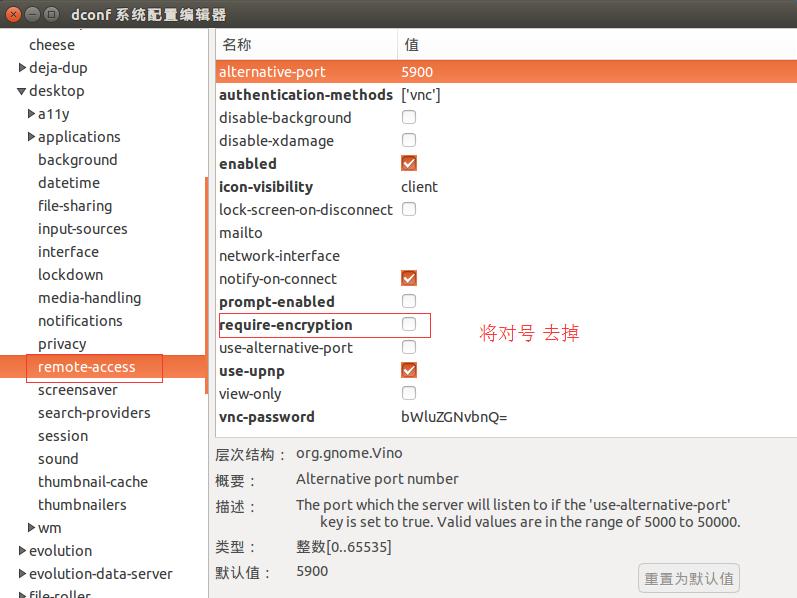 dconf 系统配置编辑器
cheese
deja-dup
desktop
a11y
applications
background
datetime
file-sharing
input-sources
interface
lockdown
media-handling
notifications
privacy
remote-access
screensaver
search-providers
session
sound
thumbnail-cache
thumbnailers
wm
evolution
evolution-data-server
file-roller
名称 值
alternative-port 5900
authentication-methods ['vnc']
disable-background
disable-xdamage
enabled
icon-visibility client
lock-screen-on-disconnect
mailto
network-interface
notify-on-connect
prompt-enabled
require-encryption
将对号 去掉
use-alternative-port
use-upnp
view-only
vnc-password bWluZGNvbnQ=
层次结构： org.gnome.Vino
概要： Alternative port number
描述： The port which the server will listen to if the 'use-alternative-port'
key is set to true. Valid values are in the range of 5000 to 50000.
类型： 整数[0..65535]
默认值： 5900
重置为默认值